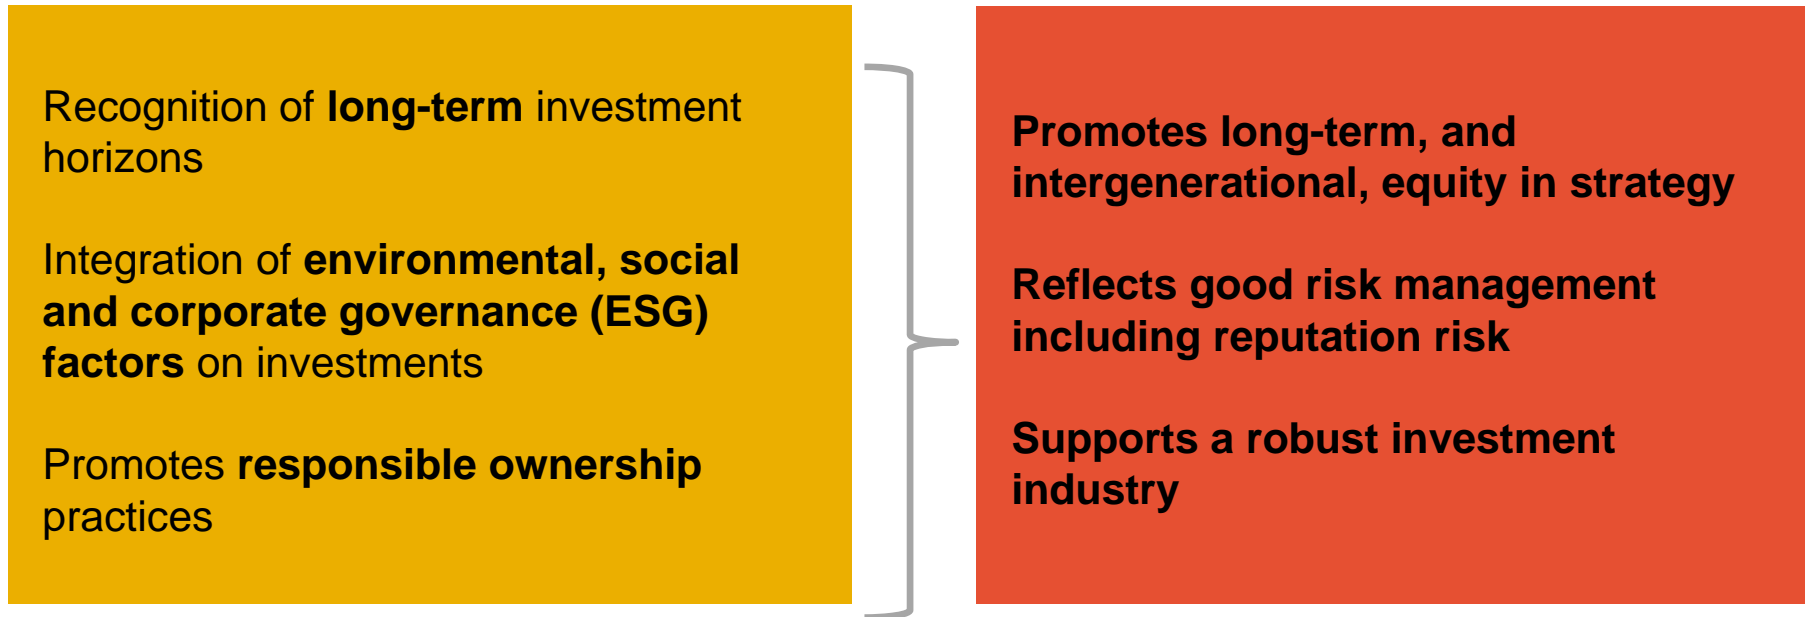 Recognition of long-term investment
horizons
Integration of environmental, social
and corporate governance (ESG)
factors on investments
Promotes responsible ownership
practices
Promotes long-term, and
intergenerational, equity in strategy
Reflects good risk management
including reputation risk
Supports a robust investment
industry